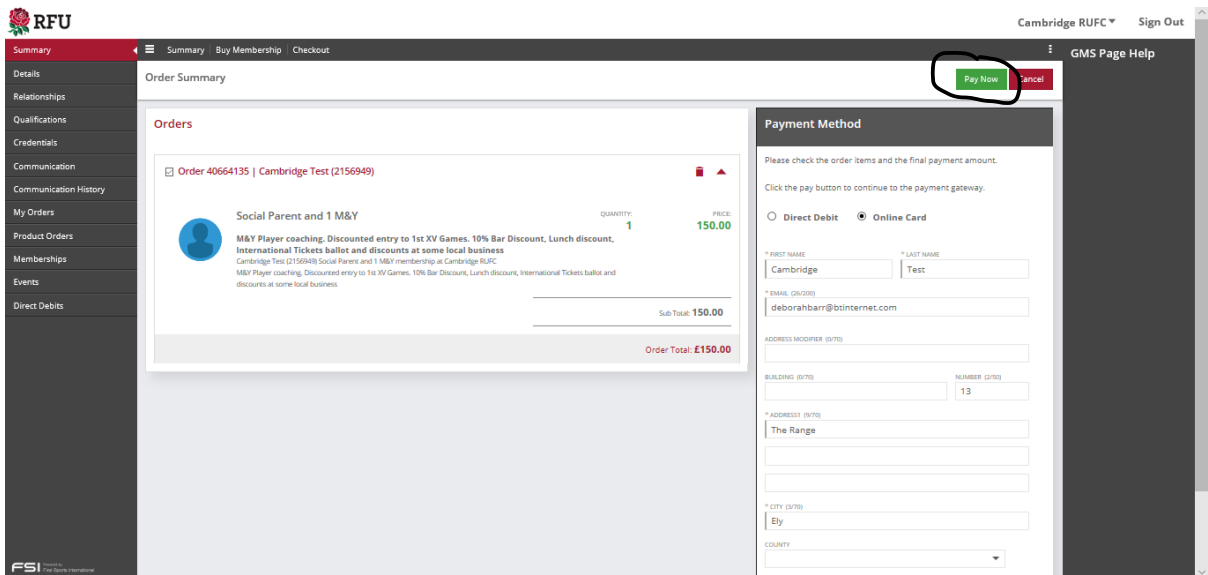 RFU
Cambridge RUFC
Sign Out
Summary
Details
Relationships
Qualifications
Credentials
Communication
Communication History
My Orders
Product Orders
Memberships
Events
Direct Debits
FSI Powered by
First Sports International
Summary Buy Membership Checkout
GMS Page Help
Order Summary
Pay Now Cancel
Orders
Order 40664135 | Cambridge Test (2156949)
Social Parent and 1 M&Y
QUANTITY:
1
PRICE:
150.00
M&Y Player coaching. Discounted entry to 1st XV Games. 10% Bar Discount, Lunch discount,
International Tickets ballot and discounts at some local business
Cambridge Test (2156949) Social Parent and 1 M&Y membership at Cambridge RUFC
M&Y Player coaching, Discounted entry to 1st XV Games. 10% Bar Discount, Lunch discount, International Tickets ballot and
discounts at some local business
Sub Total: 150.00
Order Total: £150.00
Payment Method
Please check the order items and the final payment amount.
Click the pay button to continue to the payment gateway.
Direct Debit Online Card
* FIRST NAME * LAST NAME
Cambridge Test
* EMAIL (26/200)
deborahbarr@btinternet.com
ADDRESS MODIFIER (0/70)
BUILDING (0/70) NUMBER (2/50)
13
* ADDRESS1 (9/70)
The Range
* CITY (3/70)
Ely
COUNTY